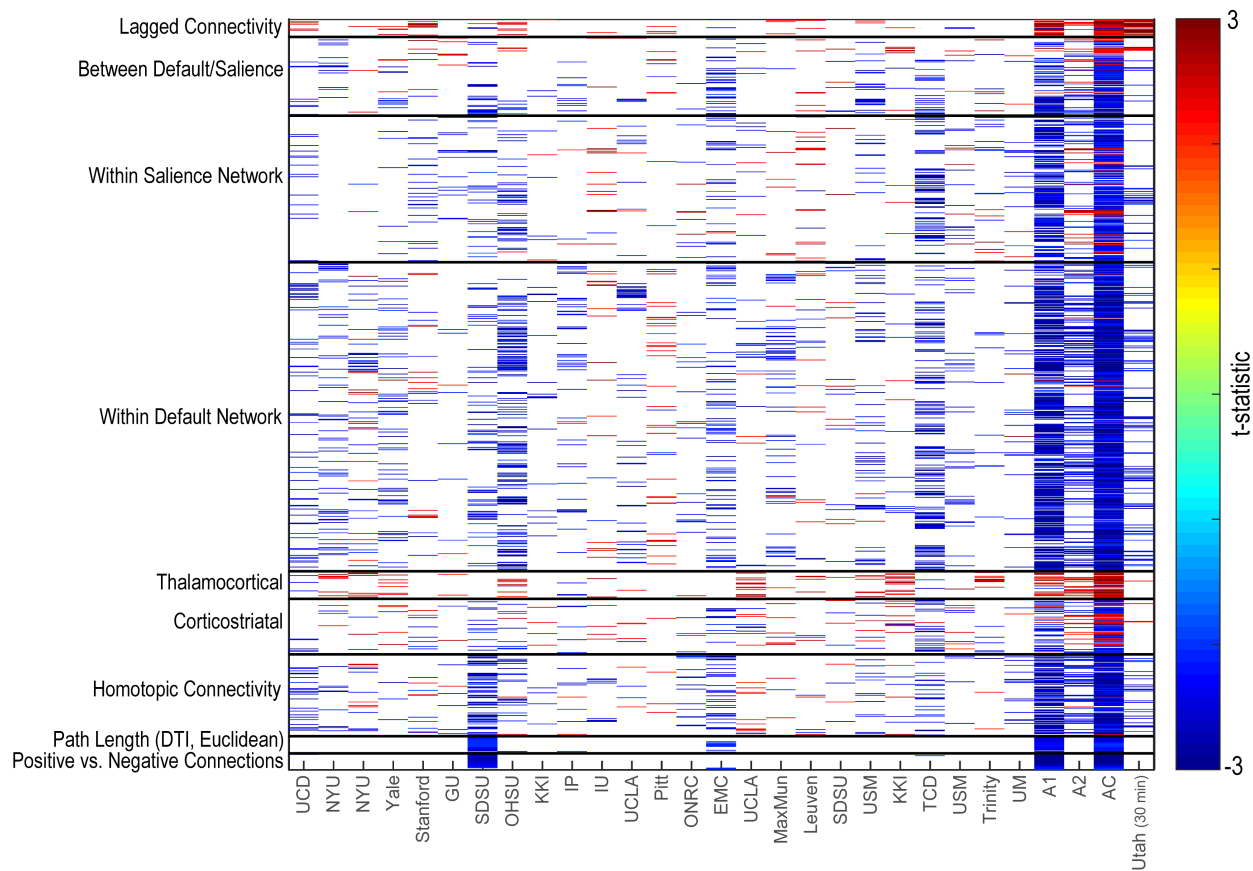 Lagged Connectivity
Between Default/Salience
Within Salience Network
Within Default Network
Thalamocortical
Corticostriatal
Homotopic Connectivity
Path Length (DTI, Euclidean)
Positive vs. Negative Connections
UCD
NYU
NYU
Yale
Stanford
GU
SDSU
OHSU
KKI
IP
IU
UCLA
Pitt
ONRC
EMC
UCLA
MaxMun
Leuven
SDSU
USM
KKI
TCD
USM
Trinity
UM
A1
A2
AC
Utah (30 min)
3
t-statistic
-3